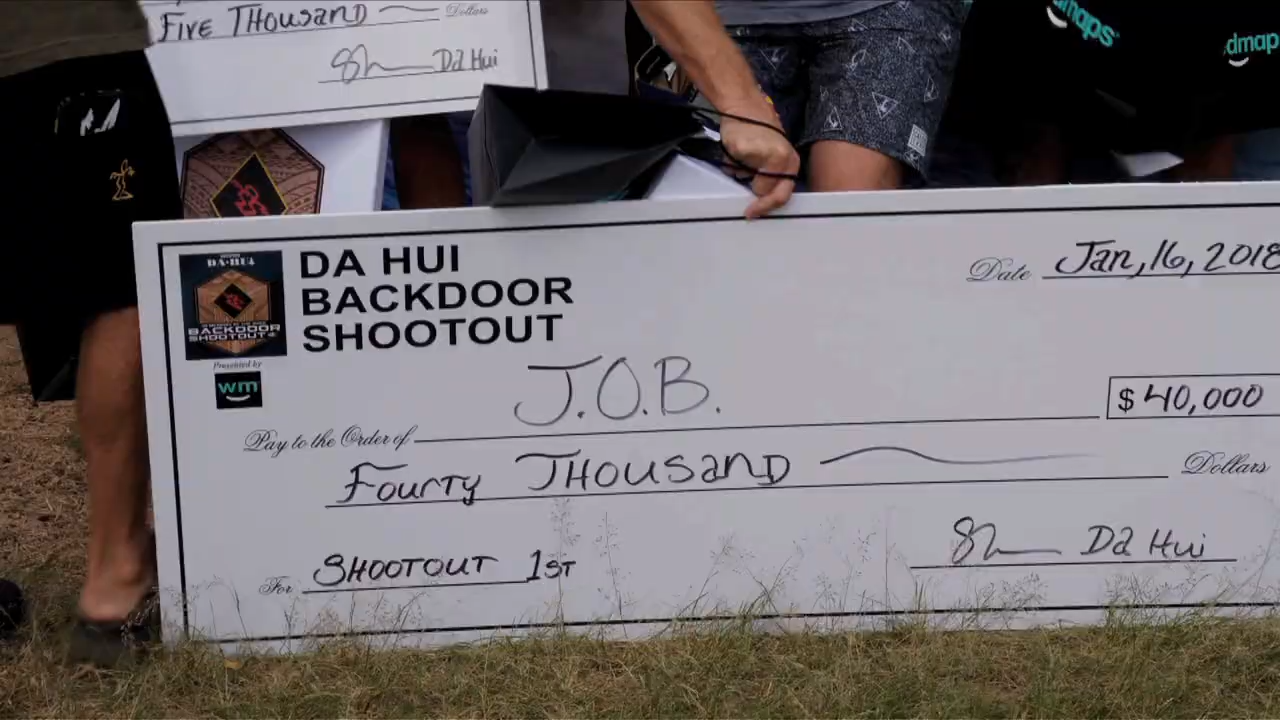 Five Thousand Dollars
Da Hui
dmaps
dmap
DA HUI
BACKDOOR
SHOOTOUT
Date Jan, 16, 2018
DA·HUI
BACKDOOR
SHOOTOUT
Presented by
wm
J.O.B.
$40,000
Pay to the Order of
Fourty Thousand Dollars
For Shootout 1st
Da Hui